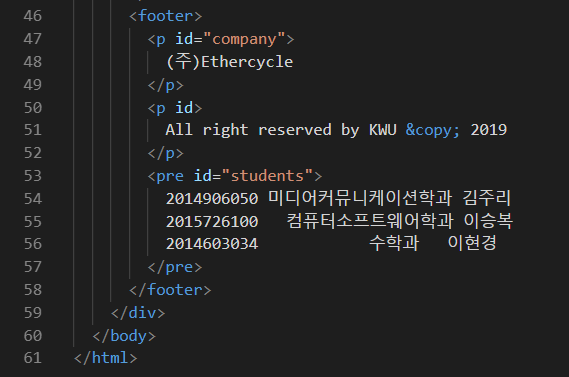 46 <footer>
47 <p id="company">
48 (주)Ethercycle
49 </p>
50 <p id>
51 All right reserved by KWU &copy; 2019
52 </p>
53 <pre id="students">
54 2014906050 미디어커뮤니케이션학과 김주리
55 2015726100 컴퓨터소프트웨어학과 이승복
56 2014603034 수학과 이현경
57 </pre>
58 </footer>
59 </div>
60 </body>
61 </html>